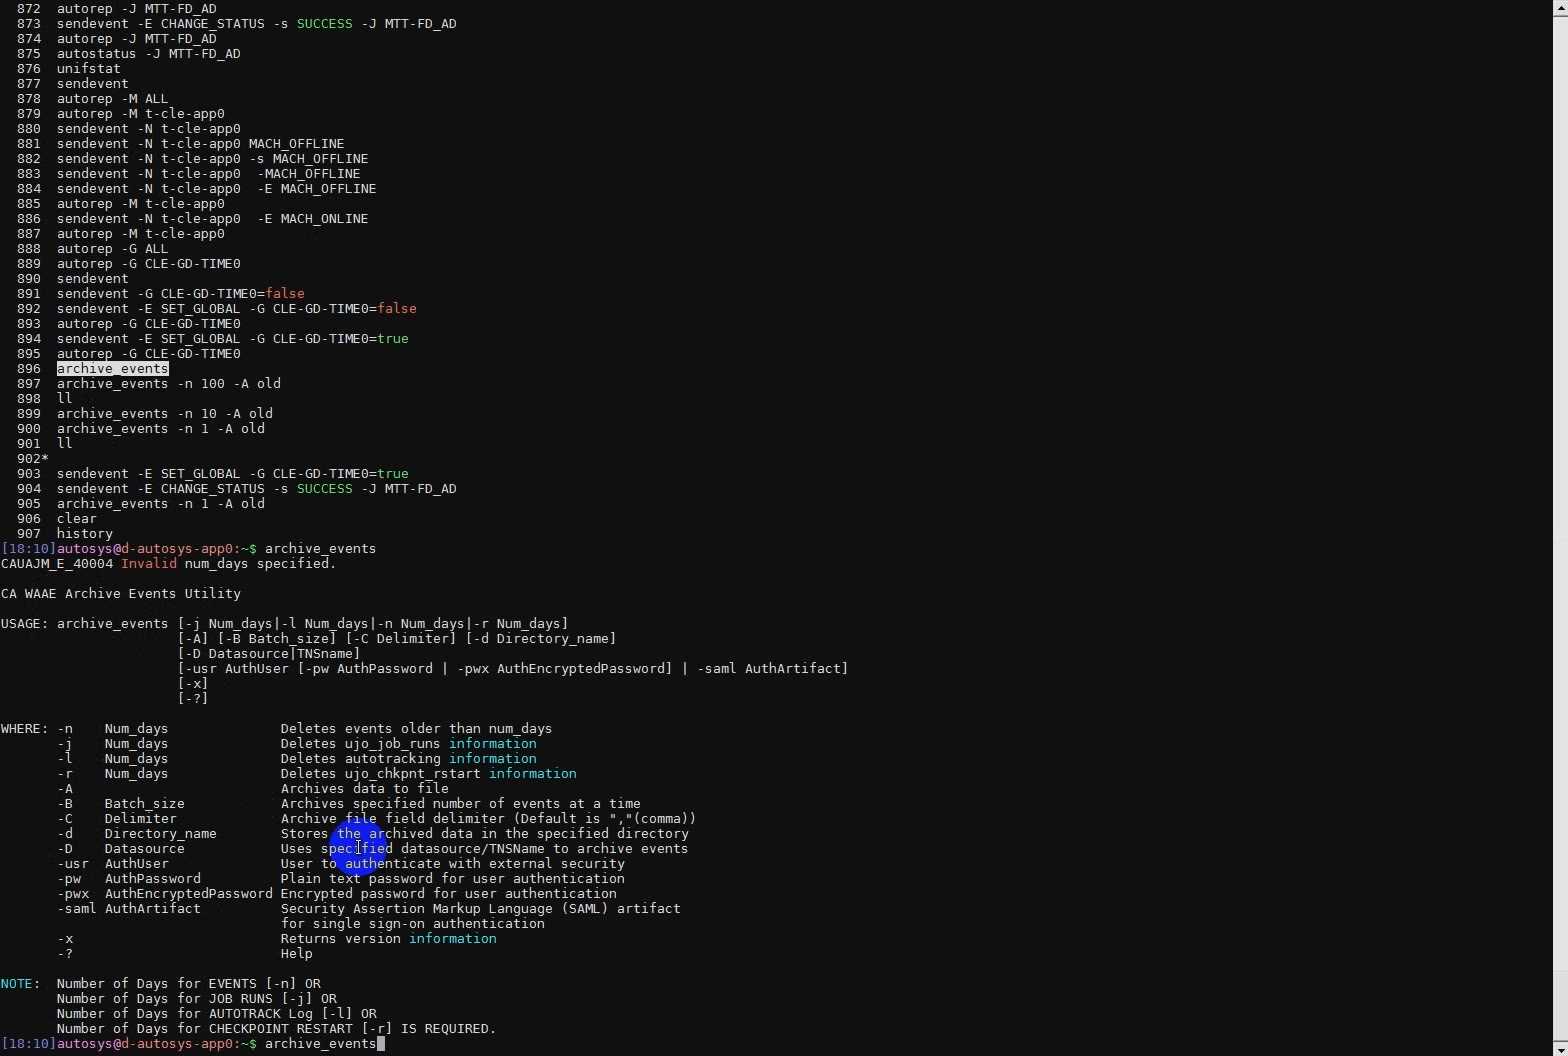 872  autorep -J MTT-FD_AD
873  sendevent -E CHANGE_STATUS -s SUCCESS -J MTT-FD_AD
874  autorep -J MTT-FD_AD
875  autostatus -J MTT-FD_AD
876  unifstat
877  sendevent
878  autorep -M ALL
879  autorep -M t-cle-app0
880  sendevent -N t-cle-app0
881  sendevent -N t-cle-app0 MACH_OFFLINE
882  sendevent -N t-cle-app0 -s MACH_OFFLINE
883  sendevent -N t-cle-app0  -MACH_OFFLINE
884  sendevent -N t-cle-app0  -E MACH_OFFLINE
885  autorep -M t-cle-app0
886  sendevent -N t-cle-app0  -E MACH_ONLINE
887  autorep -M t-cle-app0
888  autorep -G ALL
889  autorep -G CLE-GD-TIME0
890  sendevent
891  sendevent -G CLE-GD-TIME0=false
892  sendevent -E SET_GLOBAL -G CLE-GD-TIME0=false
893  autorep -G CLE-GD-TIME0
894  sendevent -E SET_GLOBAL -G CLE-GD-TIME0=true
895  autorep -G CLE-GD-TIME0
896  archive_events
897  archive_events -n 100 -A old
898  ll
899  archive_events -n 10 -A old
900  archive_events -n 1 -A old
901  ll
902*
903  sendevent -E SET_GLOBAL -G CLE-GD-TIME0=true
904  sendevent -E CHANGE_STATUS -s SUCCESS -J MTT-FD_AD
905  archive_events -n 1 -A old
906  clear
907  history
[18:10]autosys@d-autosys-app0:~$ archive_events
CAUAJM_E_40004 Invalid num_days specified.
CA WAAE Archive Events Utility
USAGE: archive_events [-j Num_days|-l Num_days|-n Num_days|-r Num_days]
[-A] [-B Batch_size] [-C Delimiter] [-d Directory_name]
[-D Datasource|TNSname]
[-usr AuthUser [-pw AuthPassword | -pwx AuthEncryptedPassword] | -saml AuthArtifact]
[-x]
[-?]
WHERE: -n    Num_days              Deletes events older than num_days
-j    Num_days              Deletes ujo_job_runs information
-l    Num_days              Deletes autotracking information
-r    Num_days              Deletes ujo_chkpnt_rstart information
-A                          Archives data to file
-B    Batch_size            Archives specified number of events at a time
-C    Delimiter             Archive file field delimiter (Default is ","(comma))
-d    Directory_name        Stores the archived data in the specified directory
-D    Datasource            Uses specified datasource/TNSName to archive events
-usr  AuthUser              User to authenticate with external security
-pw   AuthPassword          Plain text password for user authentication
-pwx  AuthEncryptedPassword Encrypted password for user authentication
-saml AuthArtifact          Security Assertion Markup Language (SAML) artifact
for single sign-on authentication
-x                          Returns version information
-?                          Help
NOTE:  Number of Days for EVENTS [-n] OR
Number of Days for JOB RUNS [-j] OR
Number of Days for AUTOTRACK Log [-l] OR
Number of Days for CHECKPOINT RESTART [-r] IS REQUIRED.
[18:10]autosys@d-autosys-app0:~$ archive_events